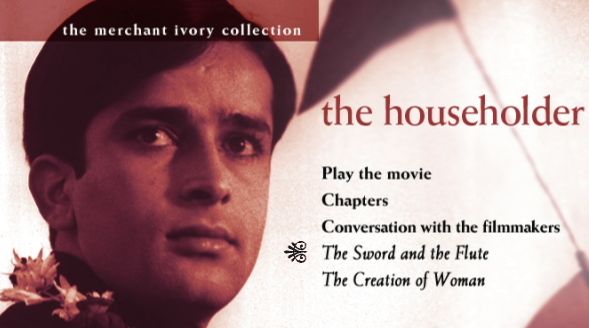 the merchant ivory collection
the householder
Play the movie
Chapters
Conversation with the filmmakers
The Sword and the Flute
The Creation of Woman